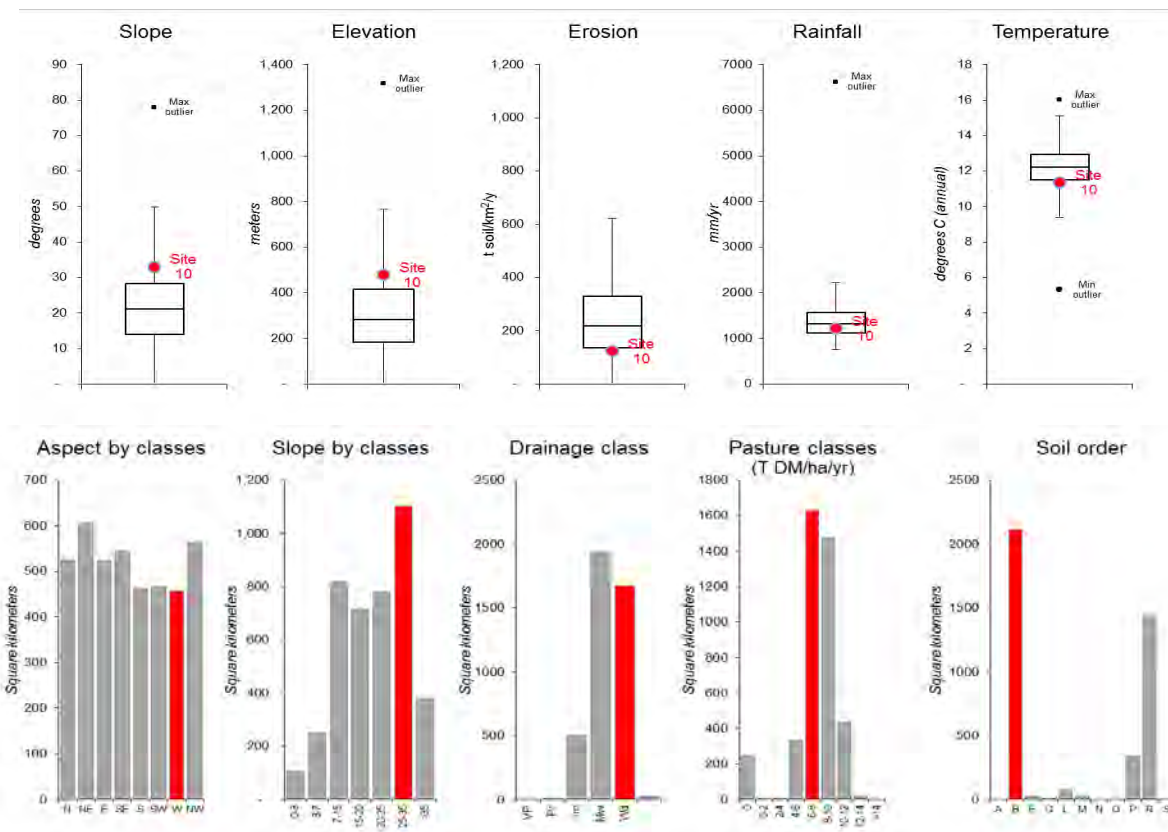 Slope
Elevation
Erosion
Rainfall
Temperature
degrees
90
80
70
60
50
40
30
20
10
-
Max
outlier
Site
10
meters
1,400
1,200
1,000
800
600
400
200
-
Max
outlier
Site
10
t soil/km²/y
1,200
1,000
800
600
400
200
-
Site
10
mm/yr
7000
6000
5000
4000
3000
2000
1000
0
Max
outlier
Site
10
degrees C (annual)
18
16
14
12
10
8
6
4
2
-
Max
outlier
Site
10
Min
outlier
Aspect by classes
Slope by classes
Drainage class
Pasture classes
(T DM/ha/yr)
Soil order
Square kilometers
700
600
500
400
300
200
100
0
N
NE
E
SE
S
SW
W
NW
Square kilometers
1,200
1,000
800
600
400
200
-
0-3
3-7
7-15
15-20
20-25
25-35
>35
Square kilometers
2500
2000
1500
1000
500
0
VP
Im
Mw
Square kilometers
1800
1600
1400
1200
1000
800
600
400
200
0
0
0-2
2-4
4-6
6-8
8-10
10-12
12-14
>14
Square kilometers
2500
2000
1500
1000
500
0
A
B
E
G
L
M
N
O
P
R